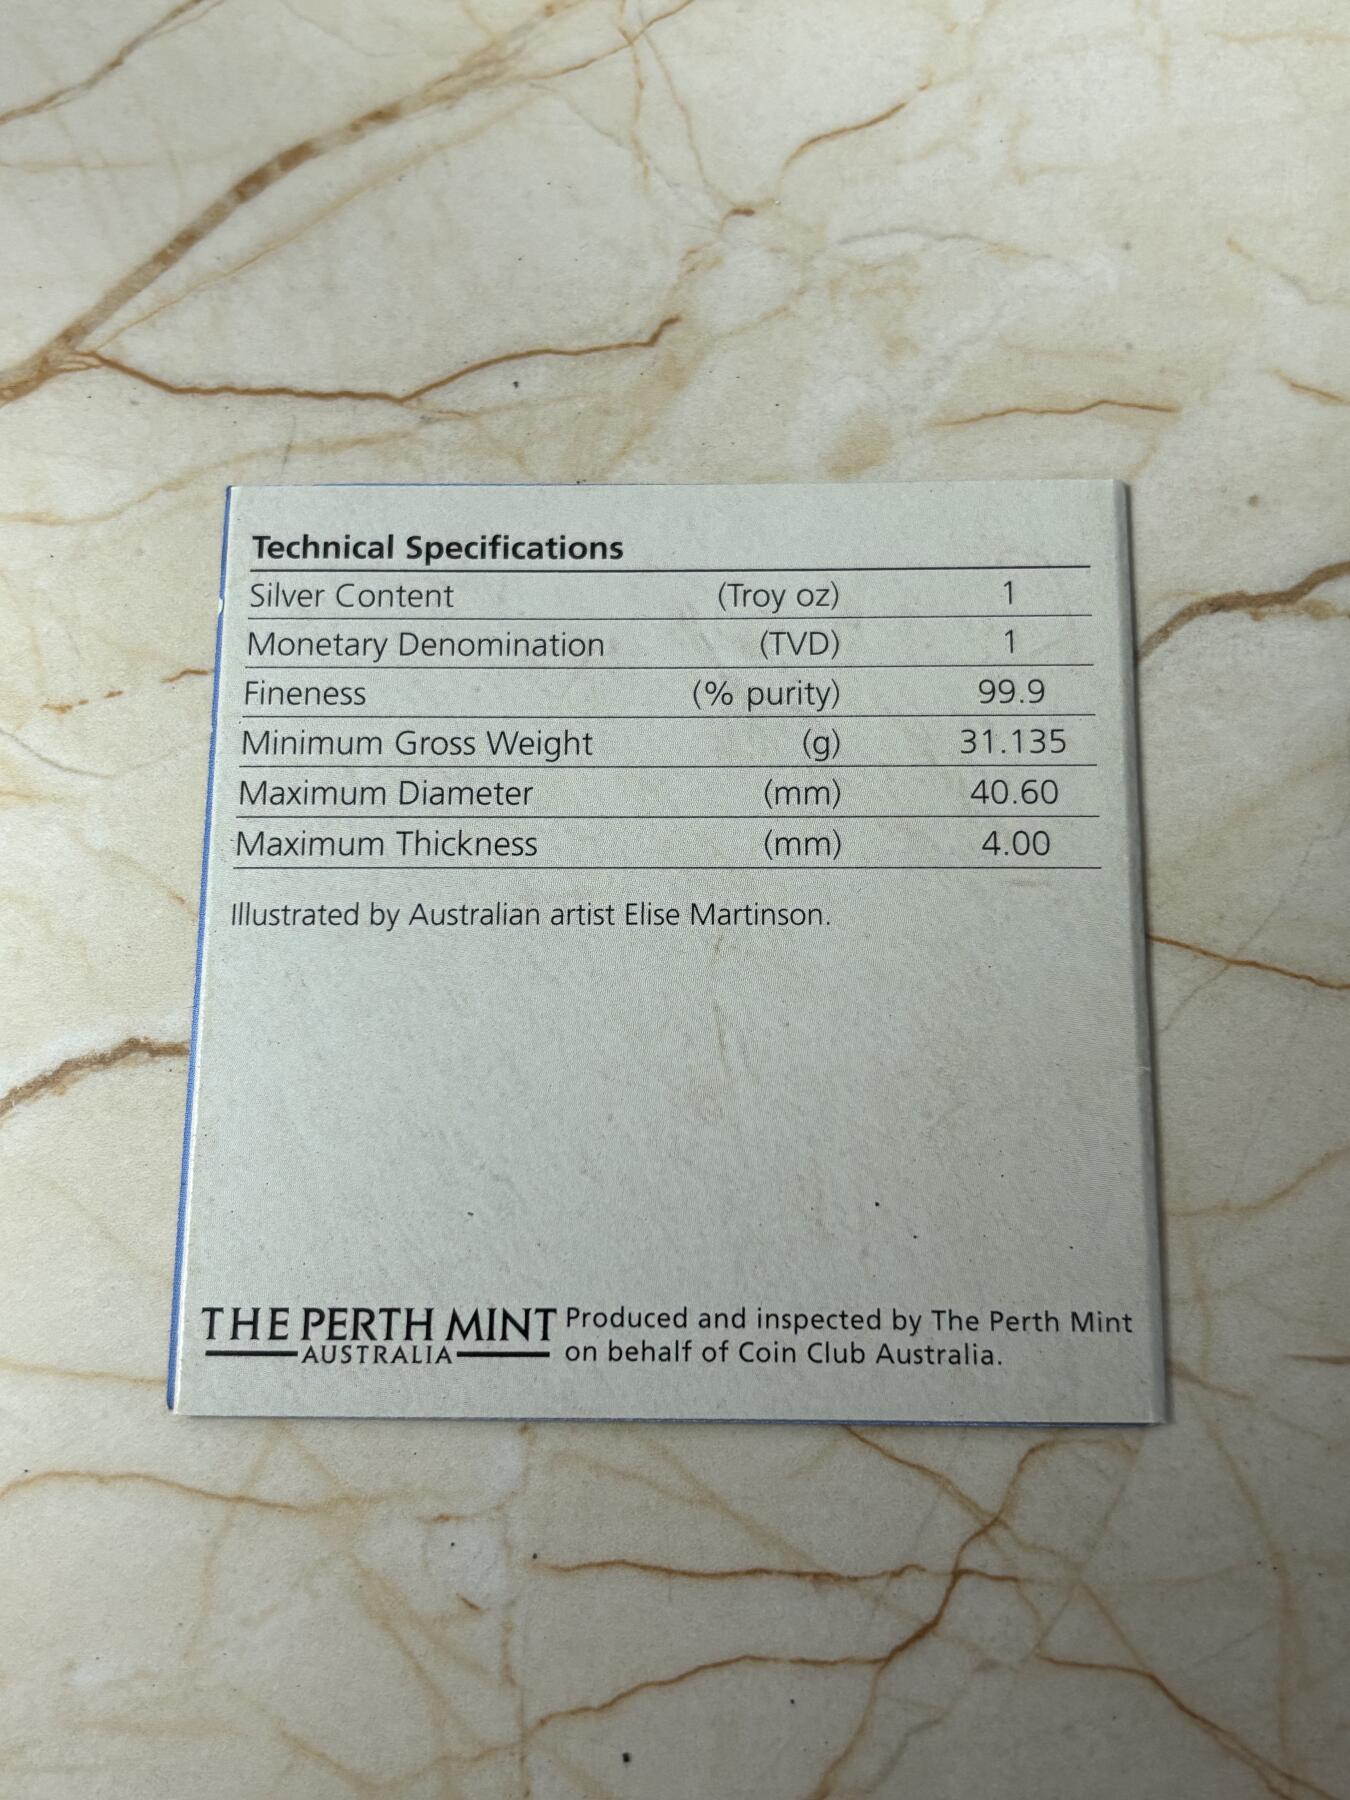 Technical Specifications
Silver Content (Troy oz) 1
Monetary Denomination (TVD) 1
Fineness (% purity) 99.9
Minimum Gross Weight (g) 31.135
Maximum Diameter (mm) 40.60
Maximum Thickness (mm) 4.00
Illustrated by Australian artist Elise Martinson.
THE PERTH MINT
AUSTRALIA
Produced and inspected by The Perth Mint
on behalf of Coin Club Australia.